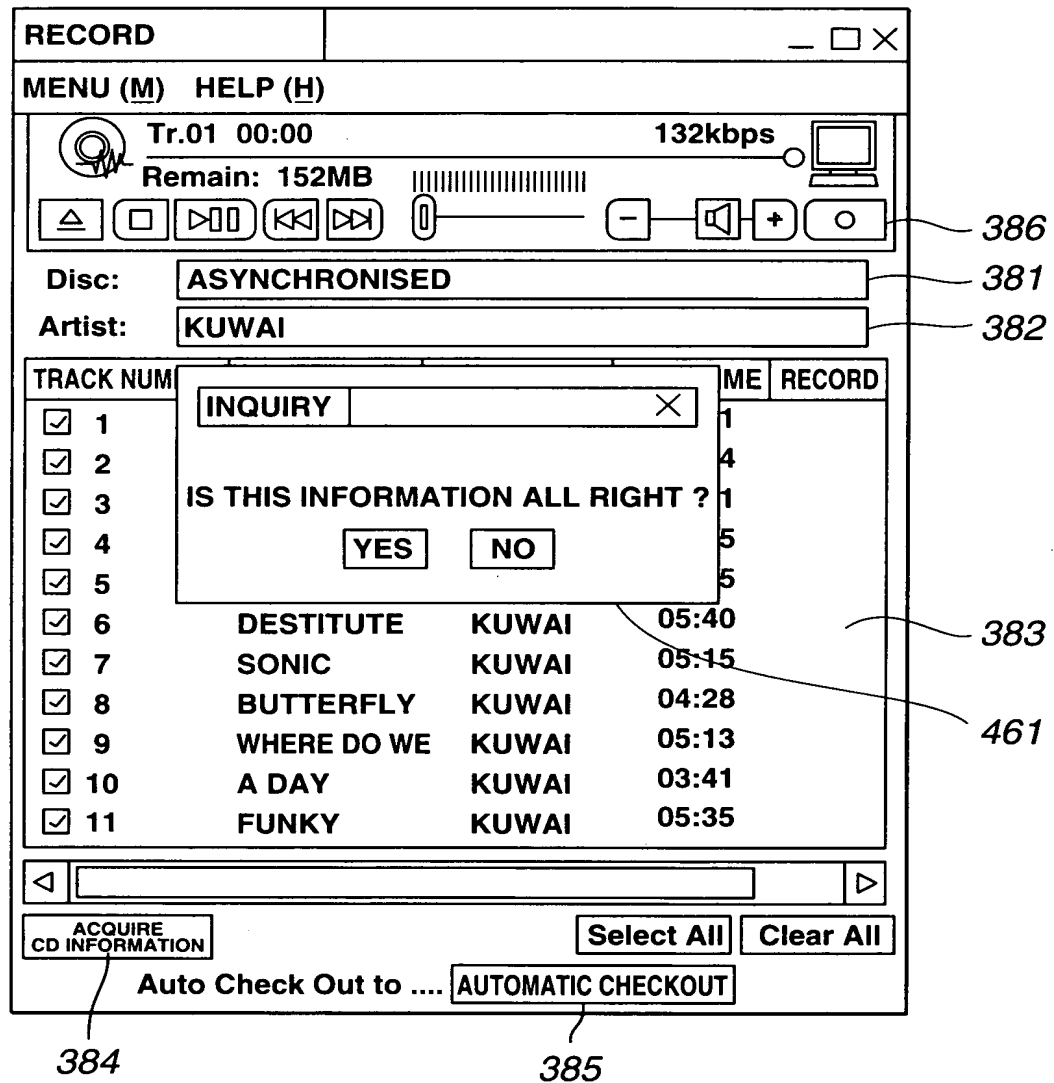 RECORD
MENU (M) HELP (H)
Tr.01 00:00 132kbps
Remain: 152MB
386
Disc: ASYNCHRONISED 381
Artist: KUWAI 382
TRACK NUM ME RECORD
INQUIRY
1 1
2 4
3 IS THIS INFORMATION ALL RIGHT ? 1
4 YES NO 5
5 5
6 DESTITUTE KUWAI 05:40 383
7 SONIC KUWAI 05:15
8 BUTTERFLY KUWAI 04:28
9 WHERE DO WE KUWAI 05:13 461
10 A DAY KUWAI 03:41
11 FUNKY KUWAI 05:35
ACQUIRE
CD INFORMATION Select All Clear All
Auto Check Out to .... AUTOMATIC CHECKOUT
384 385